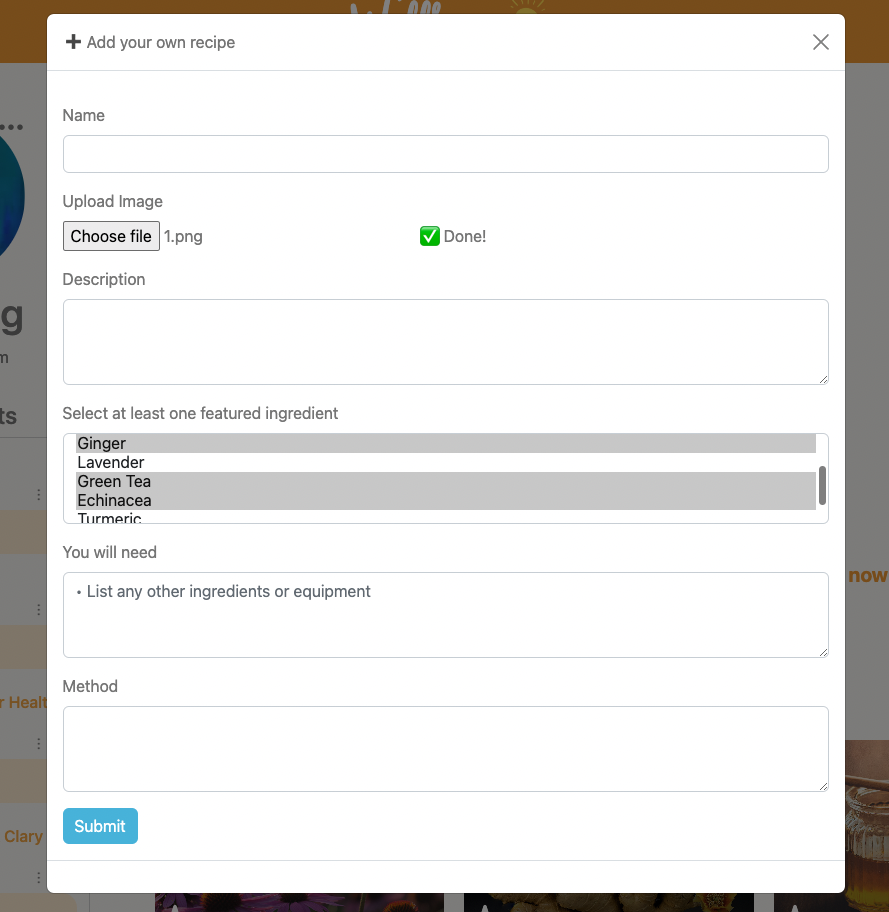 Add your own recipe
Name
Upload Image
Choose file 1.png ✅ Done!
Description
g
m
ts
Select at least one featured ingredient
Ginger
Lavender
Green Tea
Echinacea
Turmeric
You will need
• List any other ingredients or equipment
now
Method
r Healt
Submit
Clary